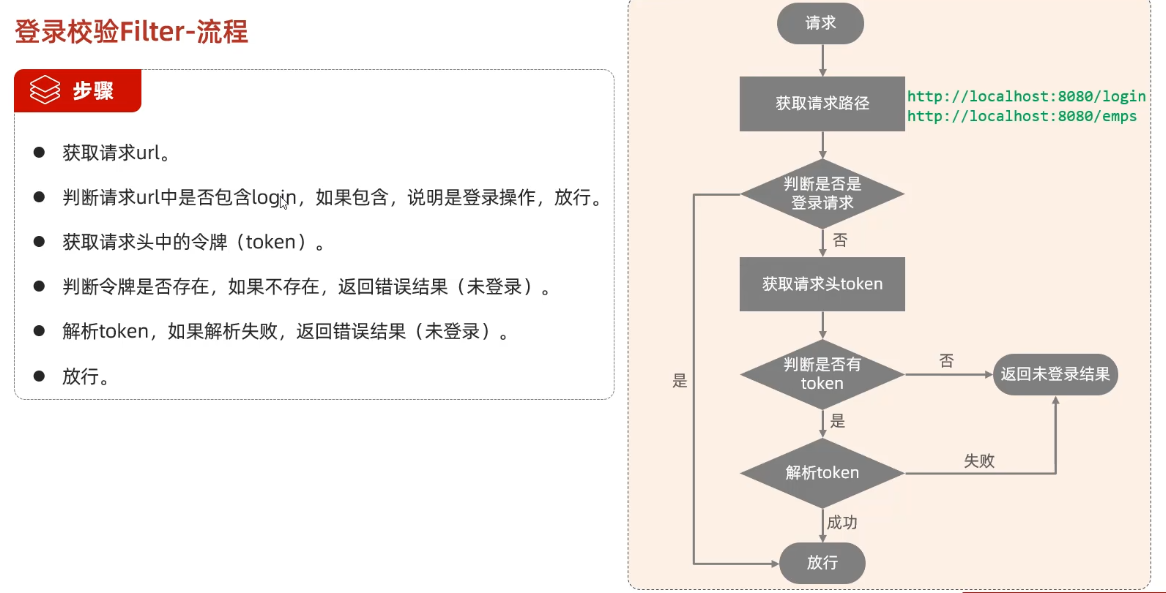 登录校验Filter-流程
步骤
获取请求url。
判断请求url中是否包含login，如果包含，说明是登录操作，放行。
获取请求头中的令牌（token）。
判断令牌是否存在，如果不存在，返回错误结果（未登录）。
解析token，如果解析失败，返回错误结果（未登录）。
放行。
请求
获取请求路径
http://localhost:8080/login
http://localhost:8080/emps
判断是否是
登录请求
否
获取请求头token
判断是否有
token
否
返回未登录结果
是
是
解析token
失败
成功
放行